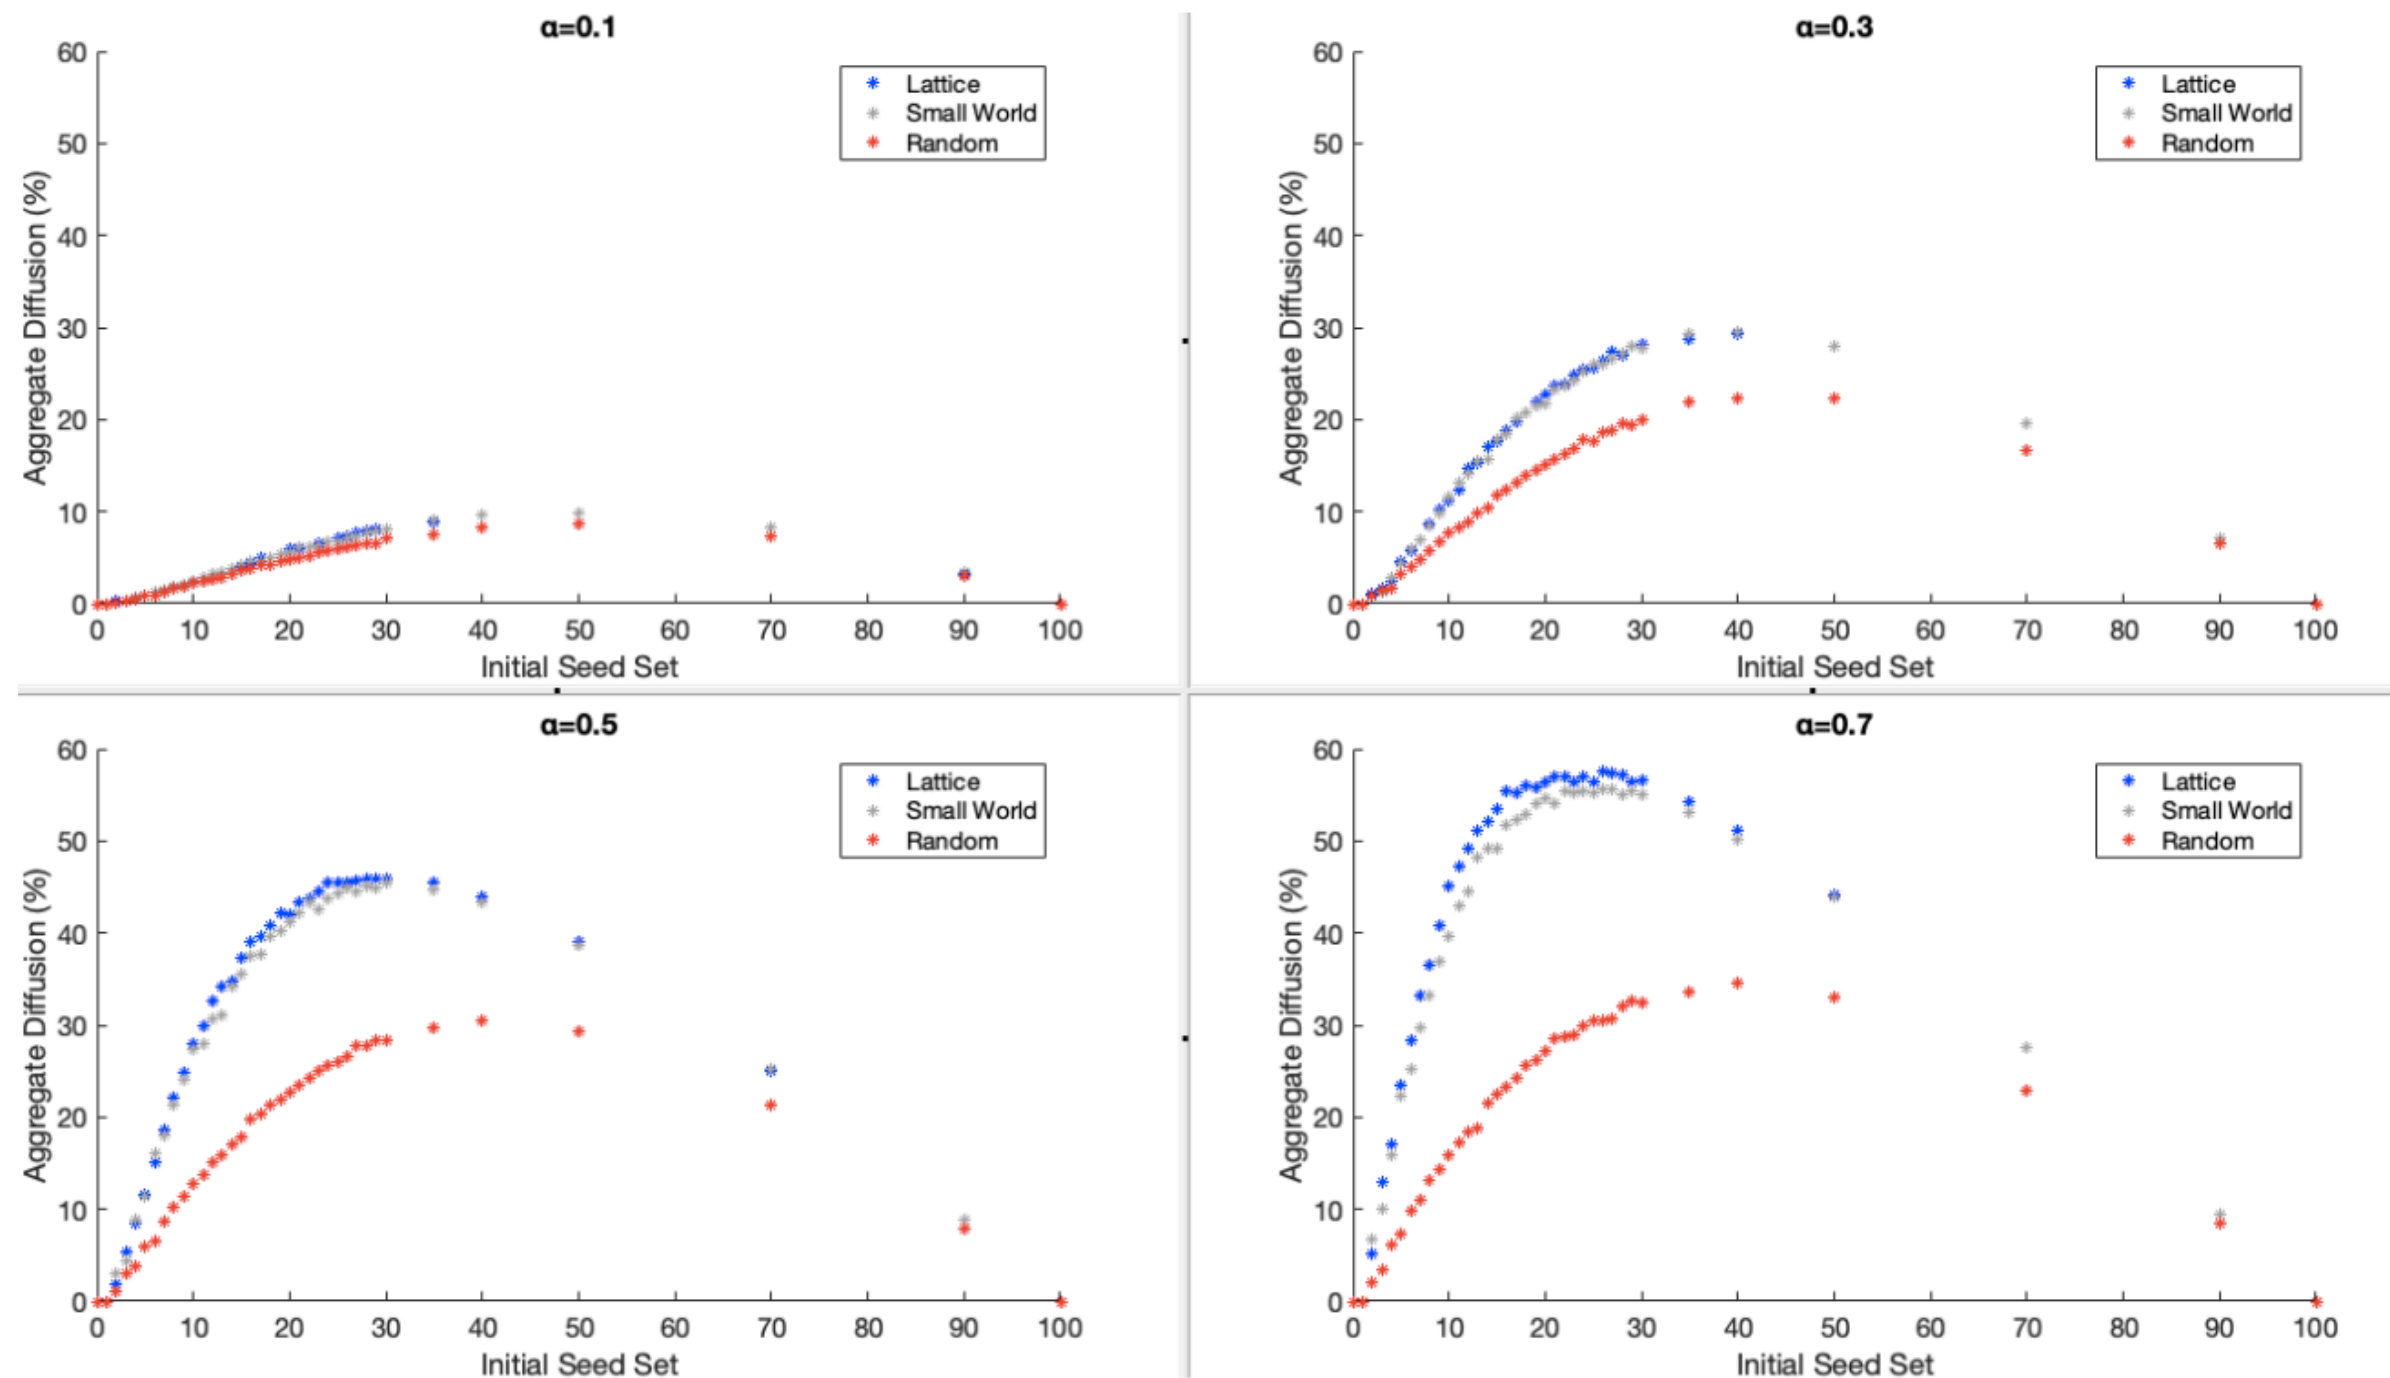 α=0.1
60
50
40
30
20
10
0
Aggregate Diffusion (%)
Lattice
Small World
Random
0 10 20 30 40 50 60 70 80 90 100
Initial Seed Set
α=0.3
60
50
40
30
20
10
0
Aggregate Diffusion (%)
Lattice
Small World
Random
0 10 20 30 40 50 60 70 80 90 100
Initial Seed Set
α=0.5
60
50
40
30
20
10
0
Aggregate Diffusion (%)
Lattice
Small World
Random
0 10 20 30 40 50 60 70 80 90 100
Initial Seed Set
α=0.7
60
50
40
30
20
10
0
Aggregate Diffusion (%)
Lattice
Small World
Random
0 10 20 30 40 50 60 70 80 90 100
Initial Seed Set